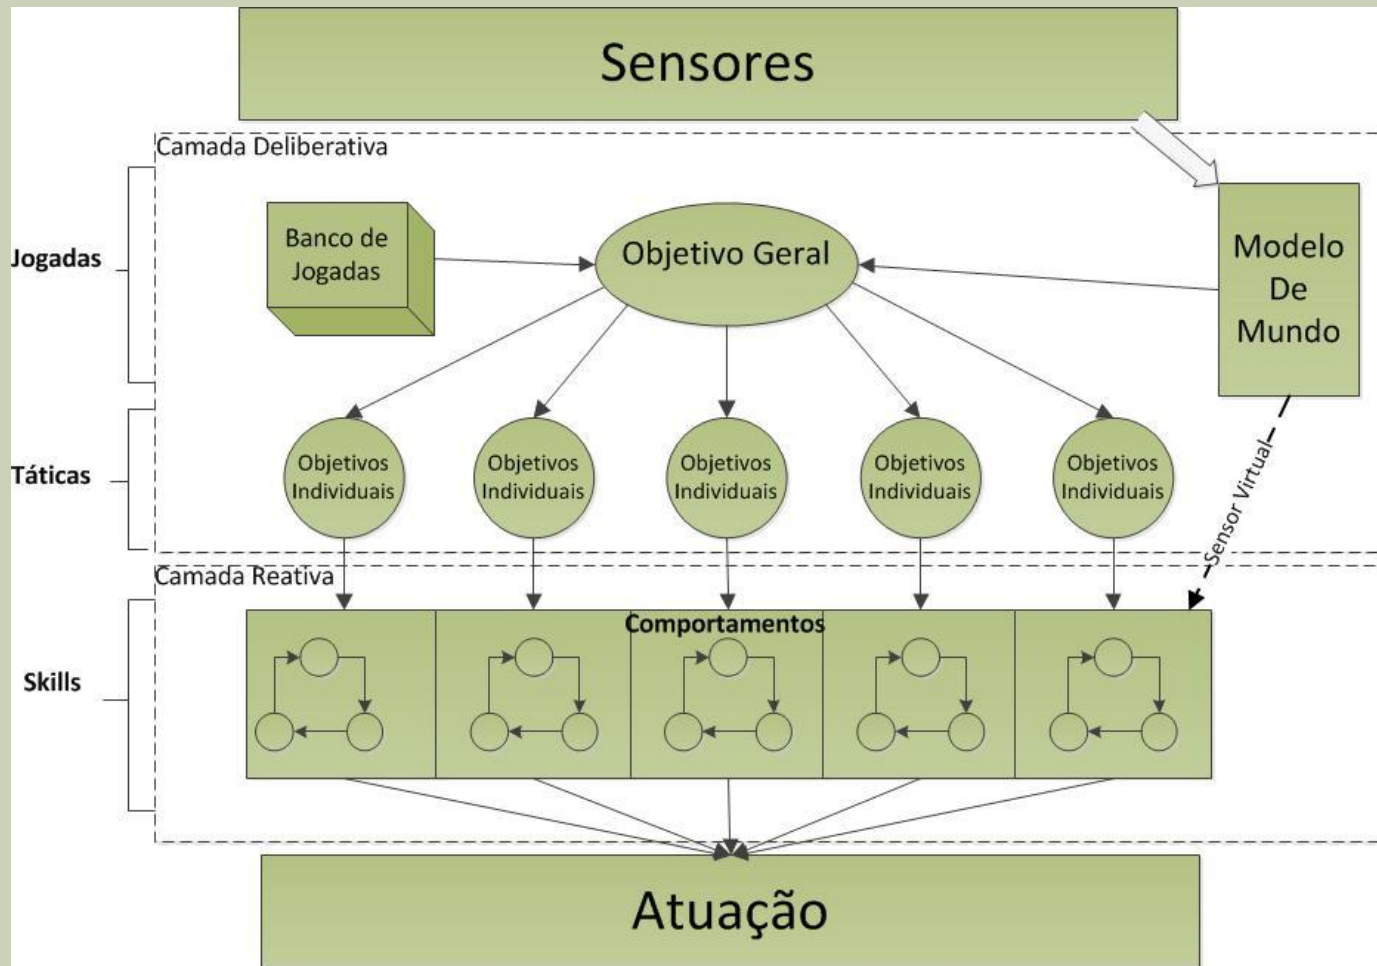 Sensores
Camada Deliberativa
Jogadas
Banco de
Jogadas
Objetivo Geral
Modelo
De
Mundo
Táticas
Objetivos
Individuais
Objetivos
Individuais
Objetivos
Individuais
Objetivos
Individuais
Objetivos
Individuais
Sensor Virtual
Camada Reativa
Skills
Comportamentos
Atuação